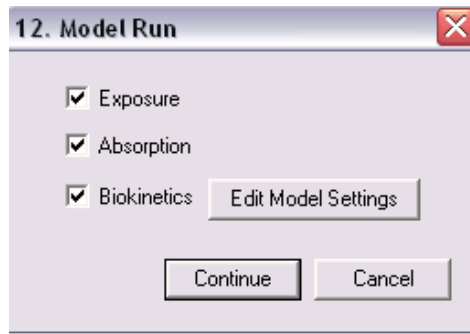 12. Model Run
Exposure
Absorption
Biokinetics Edit Model Settings
Continue Cancel